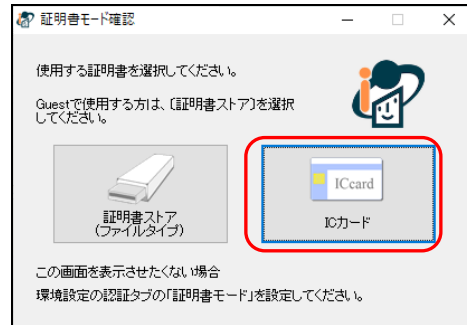 証明書モード確認
使用する証明書を選択してください。
Guestで使用する方は、〔証明書ストア〕を選択
してください。
証明書ストア
(ファイルタイプ)
ICcard
ICカード
この画面を表示させたくない場合
環境設定の認証タブの「証明書モード」を設定してください。